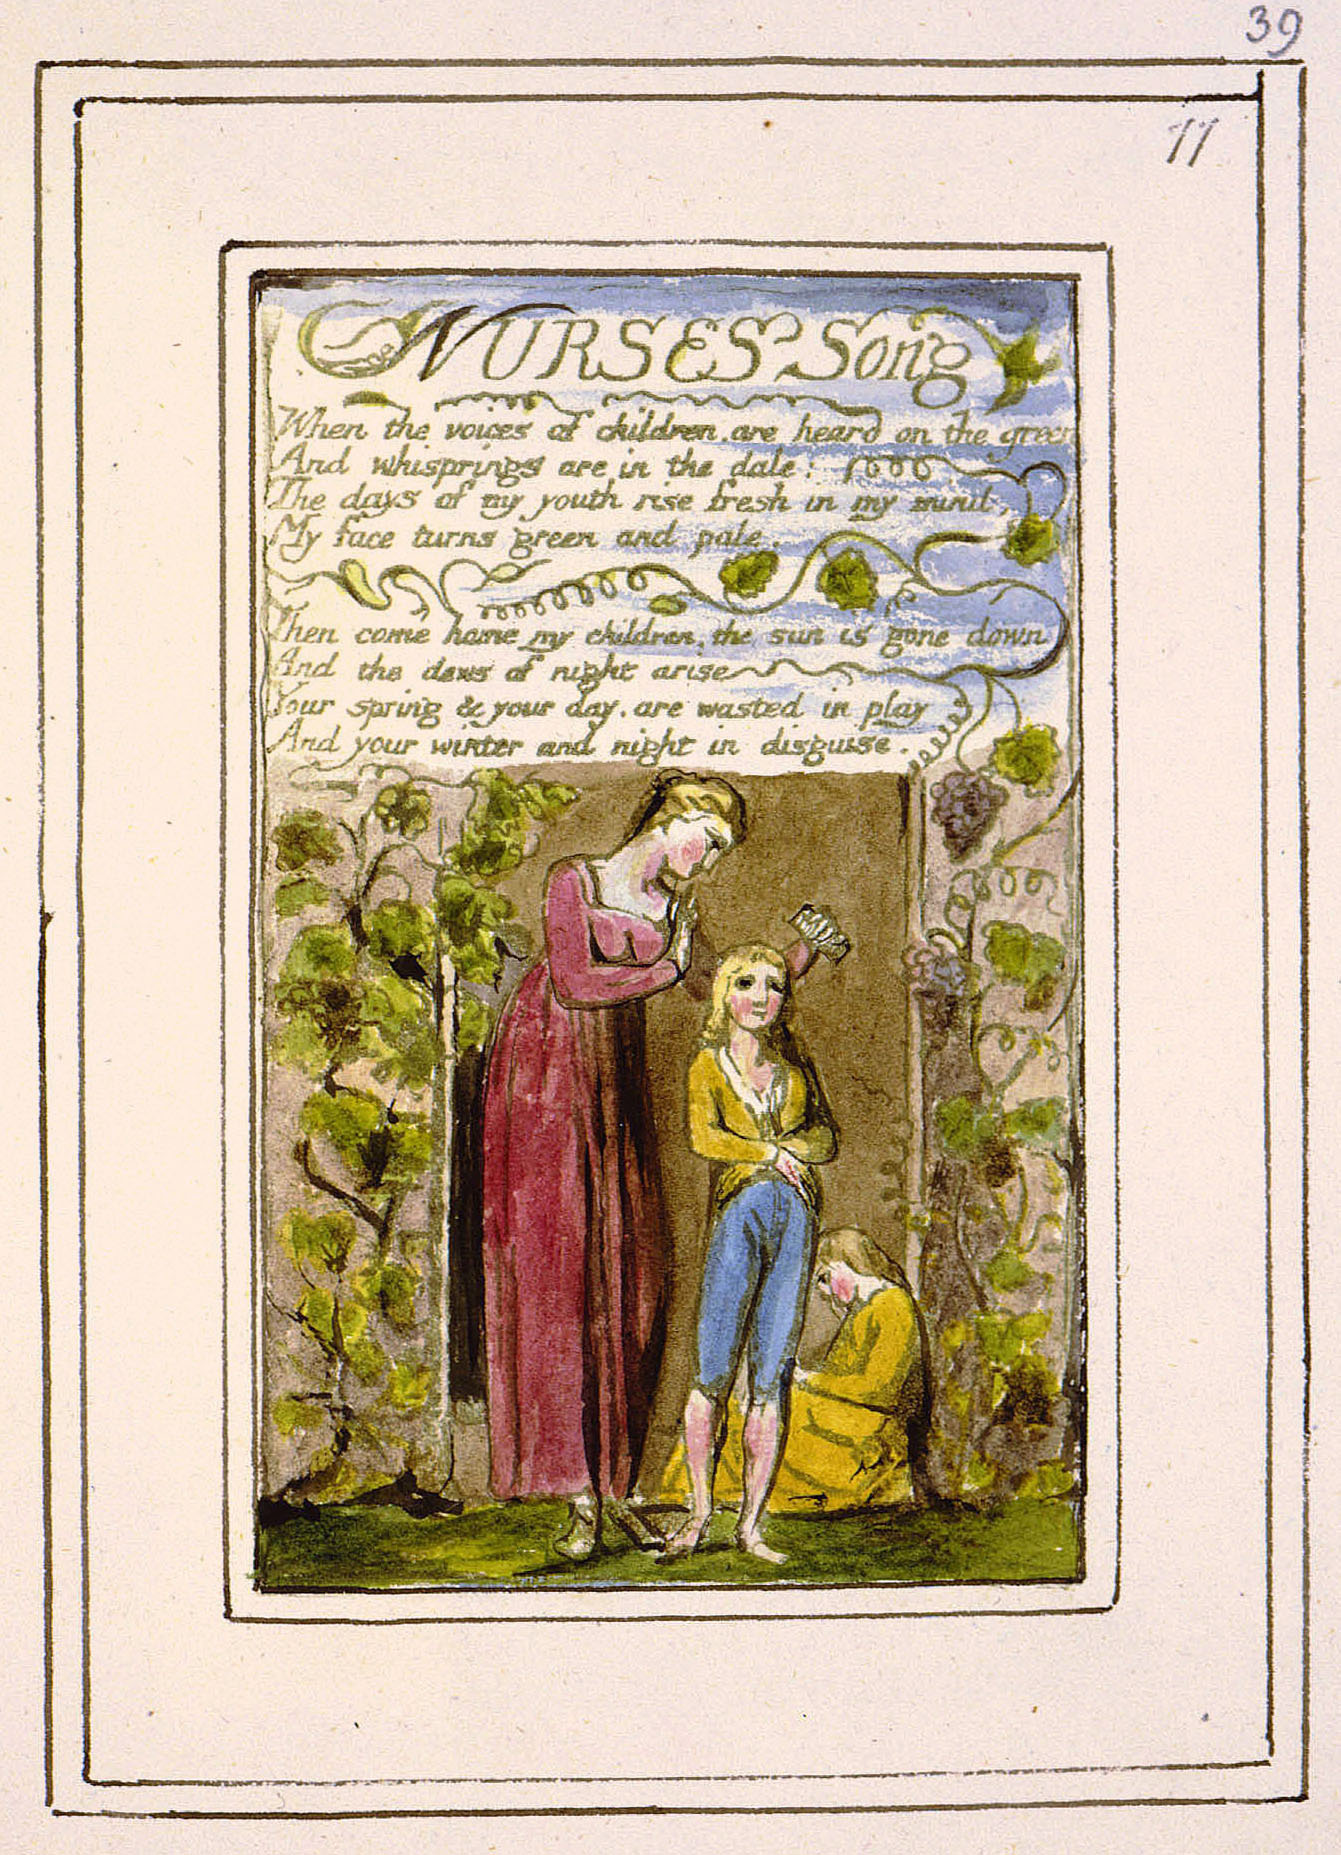 39
11
NURSES Song
When the voices of children. are heard on the green
And whisprings are in the dale:
The days of my youth rise fresh in my mind,
My face turns green and pale.
Then come home my children, the sun is gone down
And the dews of night arise
Your spring & your day. are wasted in play
And your winter and night in disguise.